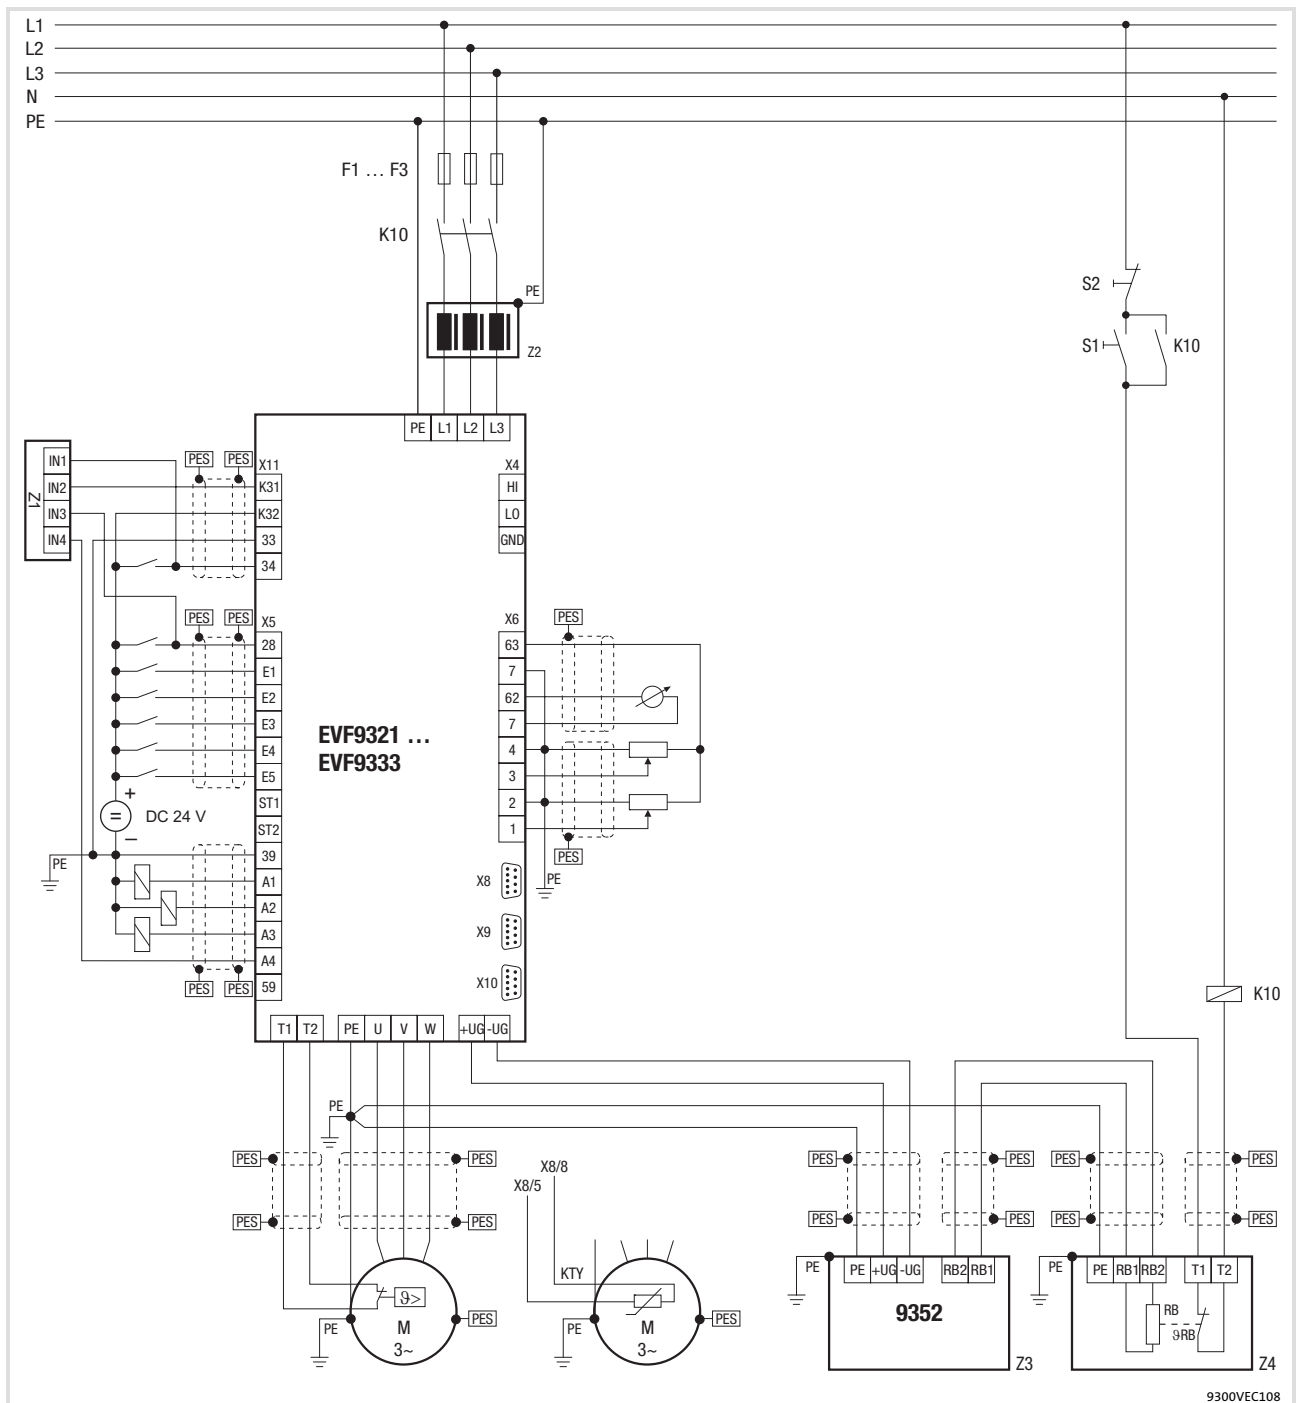 L1
L2
L3
N
PE
F1 … F3
K10
PE
Z2
S2
S1
K10
PE L1 L2 L3
Z1
IN1
IN2
IN3
IN4
PES PES
X11
K31
K32
33
34
X4
HI
LO
GND
PES PES
X5
28
E1
E2
E3
E4
E5
ST1
ST2
39
A1
A2
A3
A4
59
EVF9321 …
EVF9333
X6
63
7
62
7
4
3
2
1
PES
PES
PE
+
=
DC 24 V
–
PE
X8
X9
X10
PES PES
K10
T1 T2 PE U V W +UG -UG
PE
PES PES
PES PES
X8/8
X8/5
KTY
PES PES PES PES
PES PES PES PES
ϑ>
M
3~
PE
PES
M
3~
PE
PES
PE
PE +UG -UG RB2 RB1
9352
Z3
PE
PE RB1 RB2 T1 T2
RB
ϑRB
Z4
9300VEC108